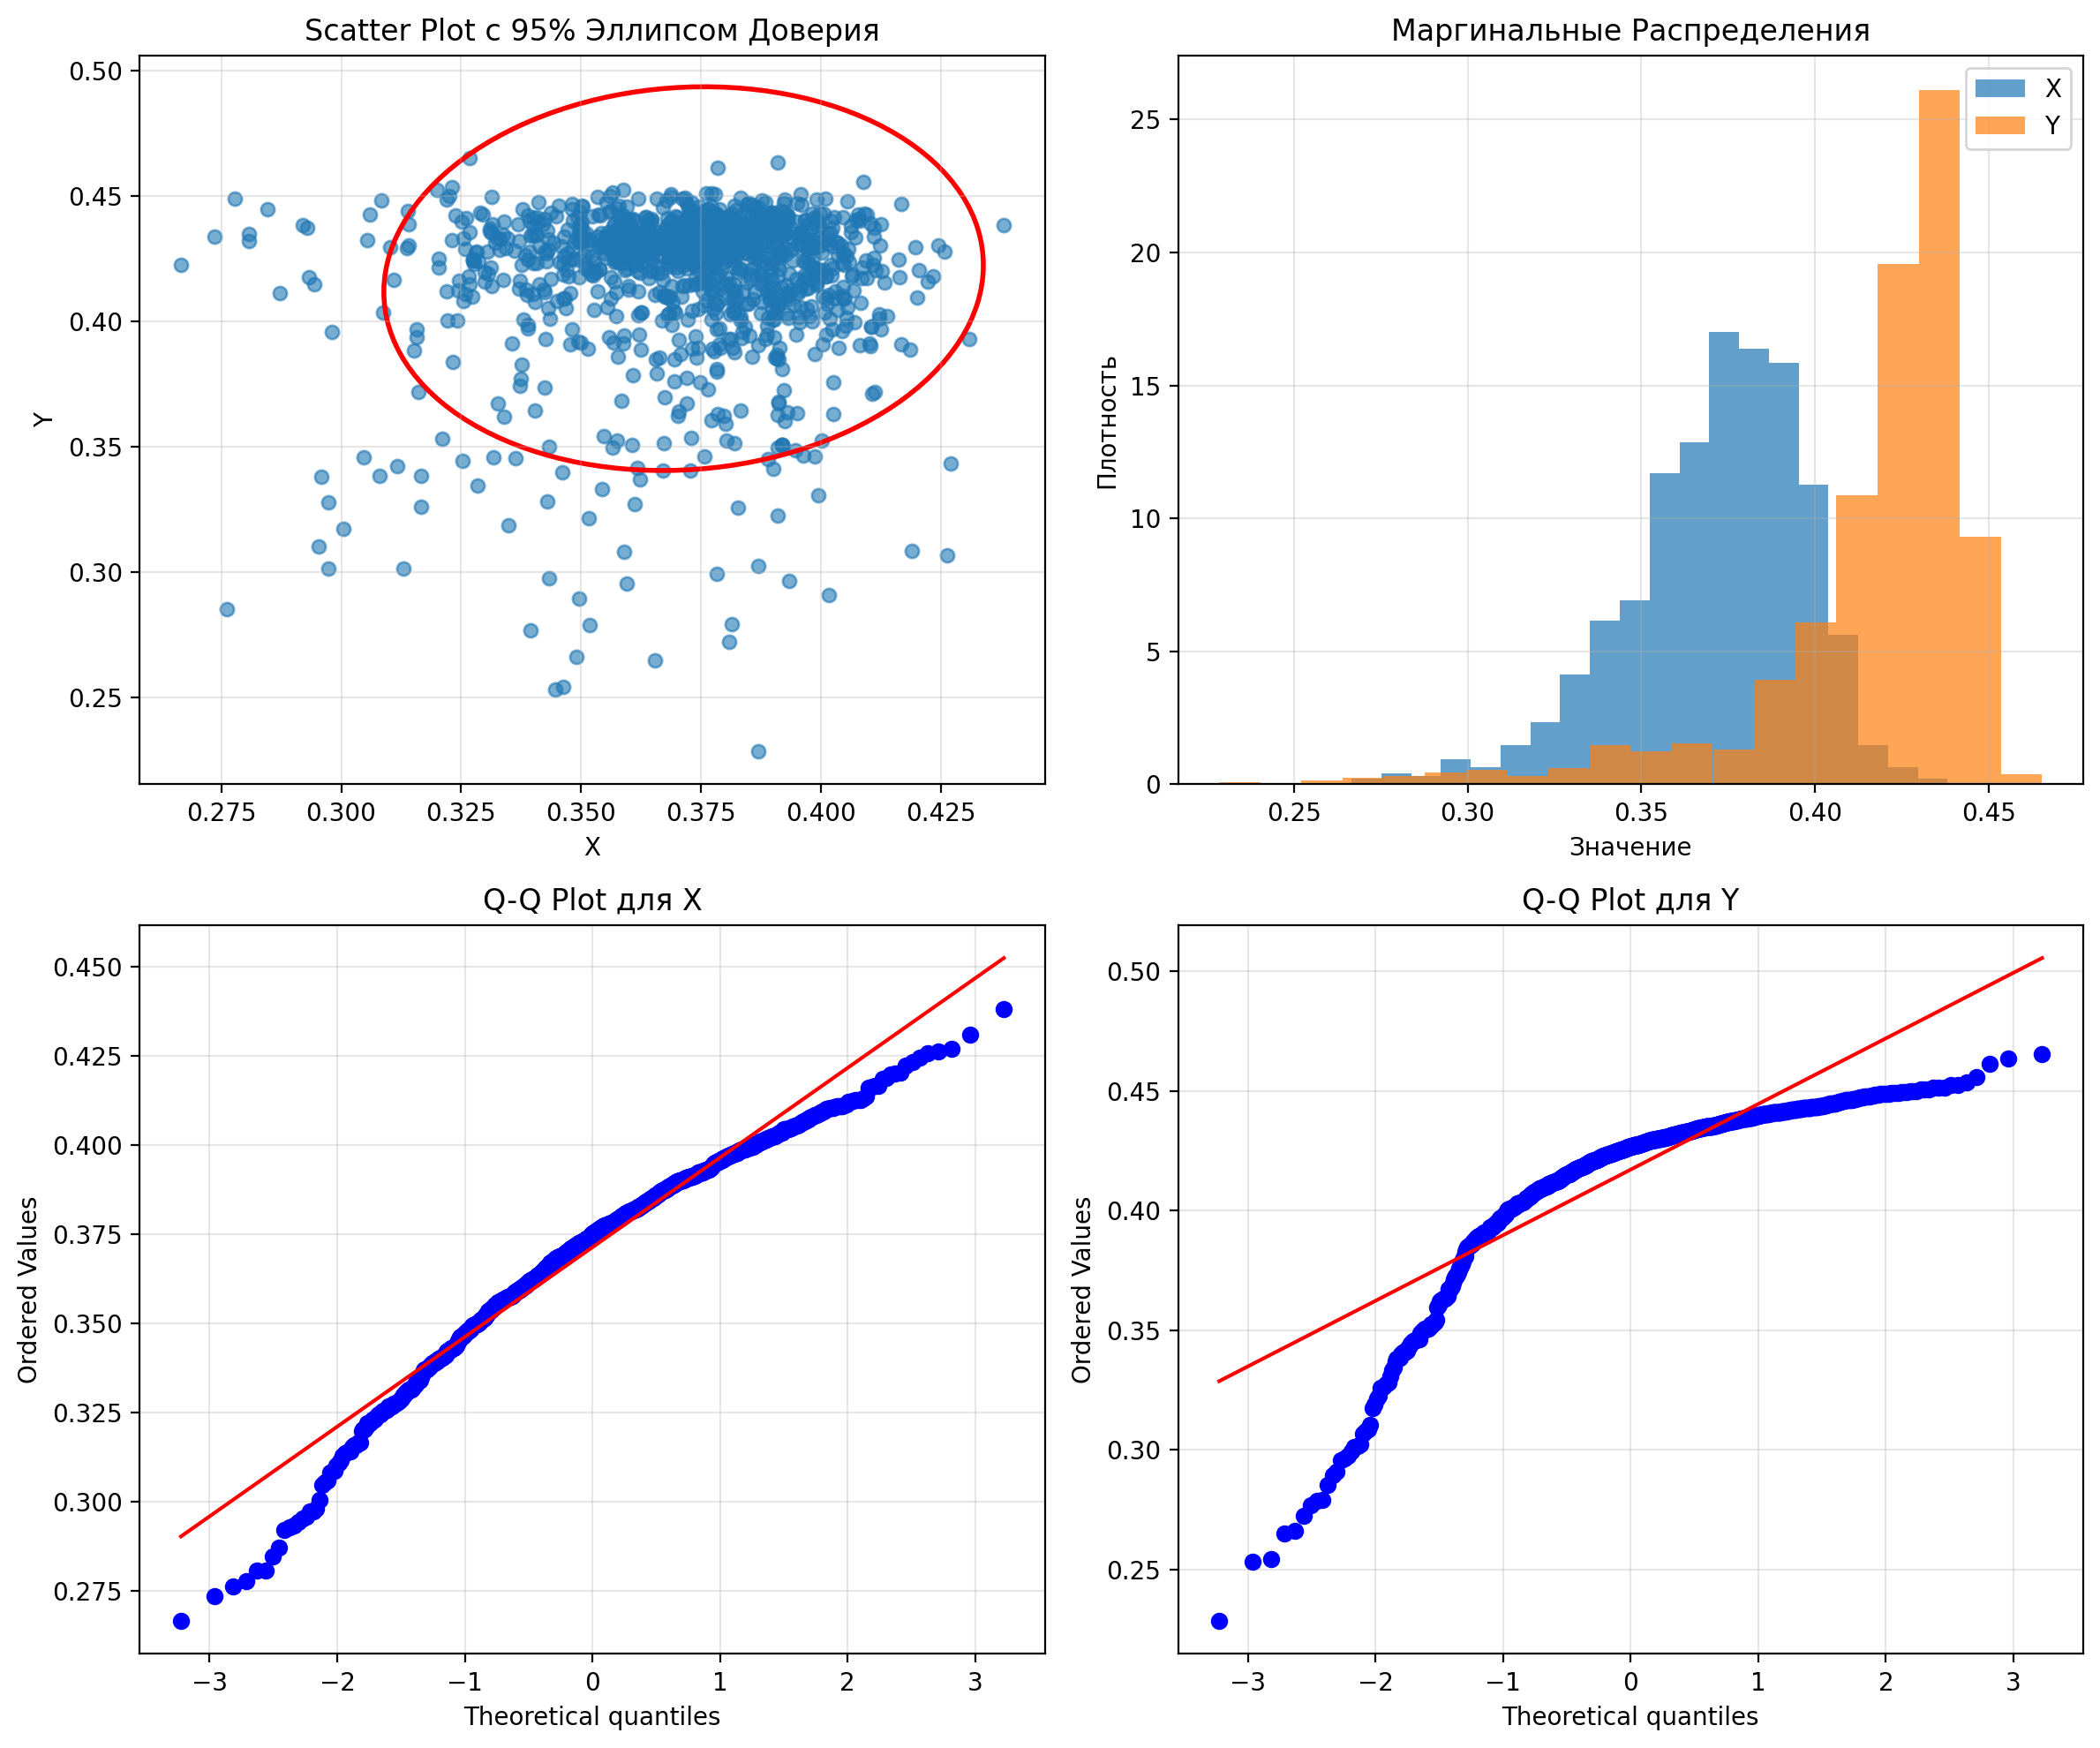 Scatter Plot с 95% Эллипсом Доверия
0.50
0.45
0.40
0.35
0.30
0.25
Y
0.275 0.300 0.325 0.350 0.375 0.400 0.425
X
Маргинальные Распределения
X
Y
25
20
15
10
5
0
Плотность
0.25 0.30 0.35 0.40 0.45
Значение
Q-Q Plot для X
0.450
0.425
0.400
0.375
0.350
0.325
0.300
0.275
Ordered Values
−3 −2 −1 0 1 2 3
Theoretical quantiles
Q-Q Plot для Y
0.50
0.45
0.40
0.35
0.30
0.25
Ordered Values
−3 −2 −1 0 1 2 3
Theoretical quantiles